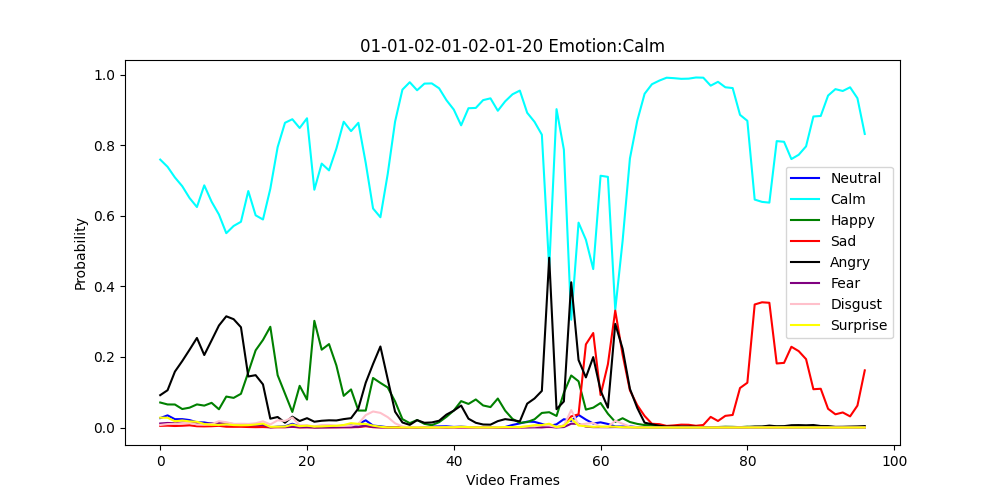 01-01-02-01-02-01-20 Emotion:Calm
Probability
1.0
0.8
0.6
0.4
0.2
0.0
0
20
40
60
80
100
Video Frames
Neutral
Calm
Happy
Sad
Angry
Fear
Disgust
Surprise